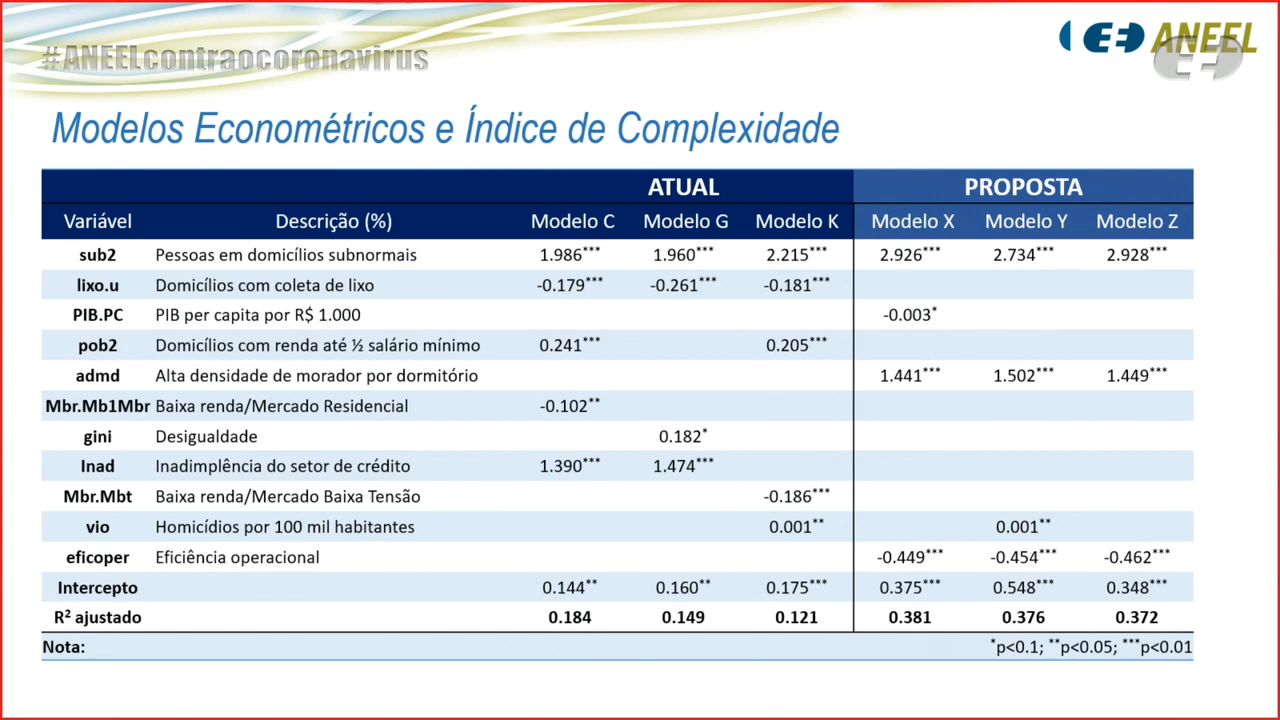 #ANEELcontraocoronavirus
ANEEL
Modelos Econométricos e Índice de Complexidade
ATUAL PROPOSTA
Variável Descrição (%) Modelo C Modelo G Modelo K Modelo X Modelo Y Modelo Z
sub2 Pessoas em domicílios subnormais 1.986*** 1.960*** 2.215*** 2.926*** 2.734*** 2.928***
lixo.u Domicílios com coleta de lixo -0.179*** -0.261*** -0.181***
PIB.PC PIB per capita por R$ 1.000 -0.003*
pob2 Domicílios com renda até ½ salário mínimo 0.241*** 0.205***
admd Alta densidade de morador por dormitório 1.441*** 1.502*** 1.449***
Mbr.Mb1Mbr Baixa renda/Mercado Residencial -0.102**
gini Desigualdade 0.182*
Inad Inadimplência do setor de crédito 1.390*** 1.474***
Mbr.Mbt Baixa renda/Mercado Baixa Tensão -0.186***
vio Homicídios por 100 mil habitantes 0.001** 0.001**
eficoper Eficiência operacional -0.449*** -0.454*** -0.462***
Intercepto 0.144** 0.160** 0.175*** 0.375*** 0.548*** 0.348***
R² ajustado 0.184 0.149 0.121 0.381 0.376 0.372
Nota: *p<0.1; **p<0.05; ***p<0.01